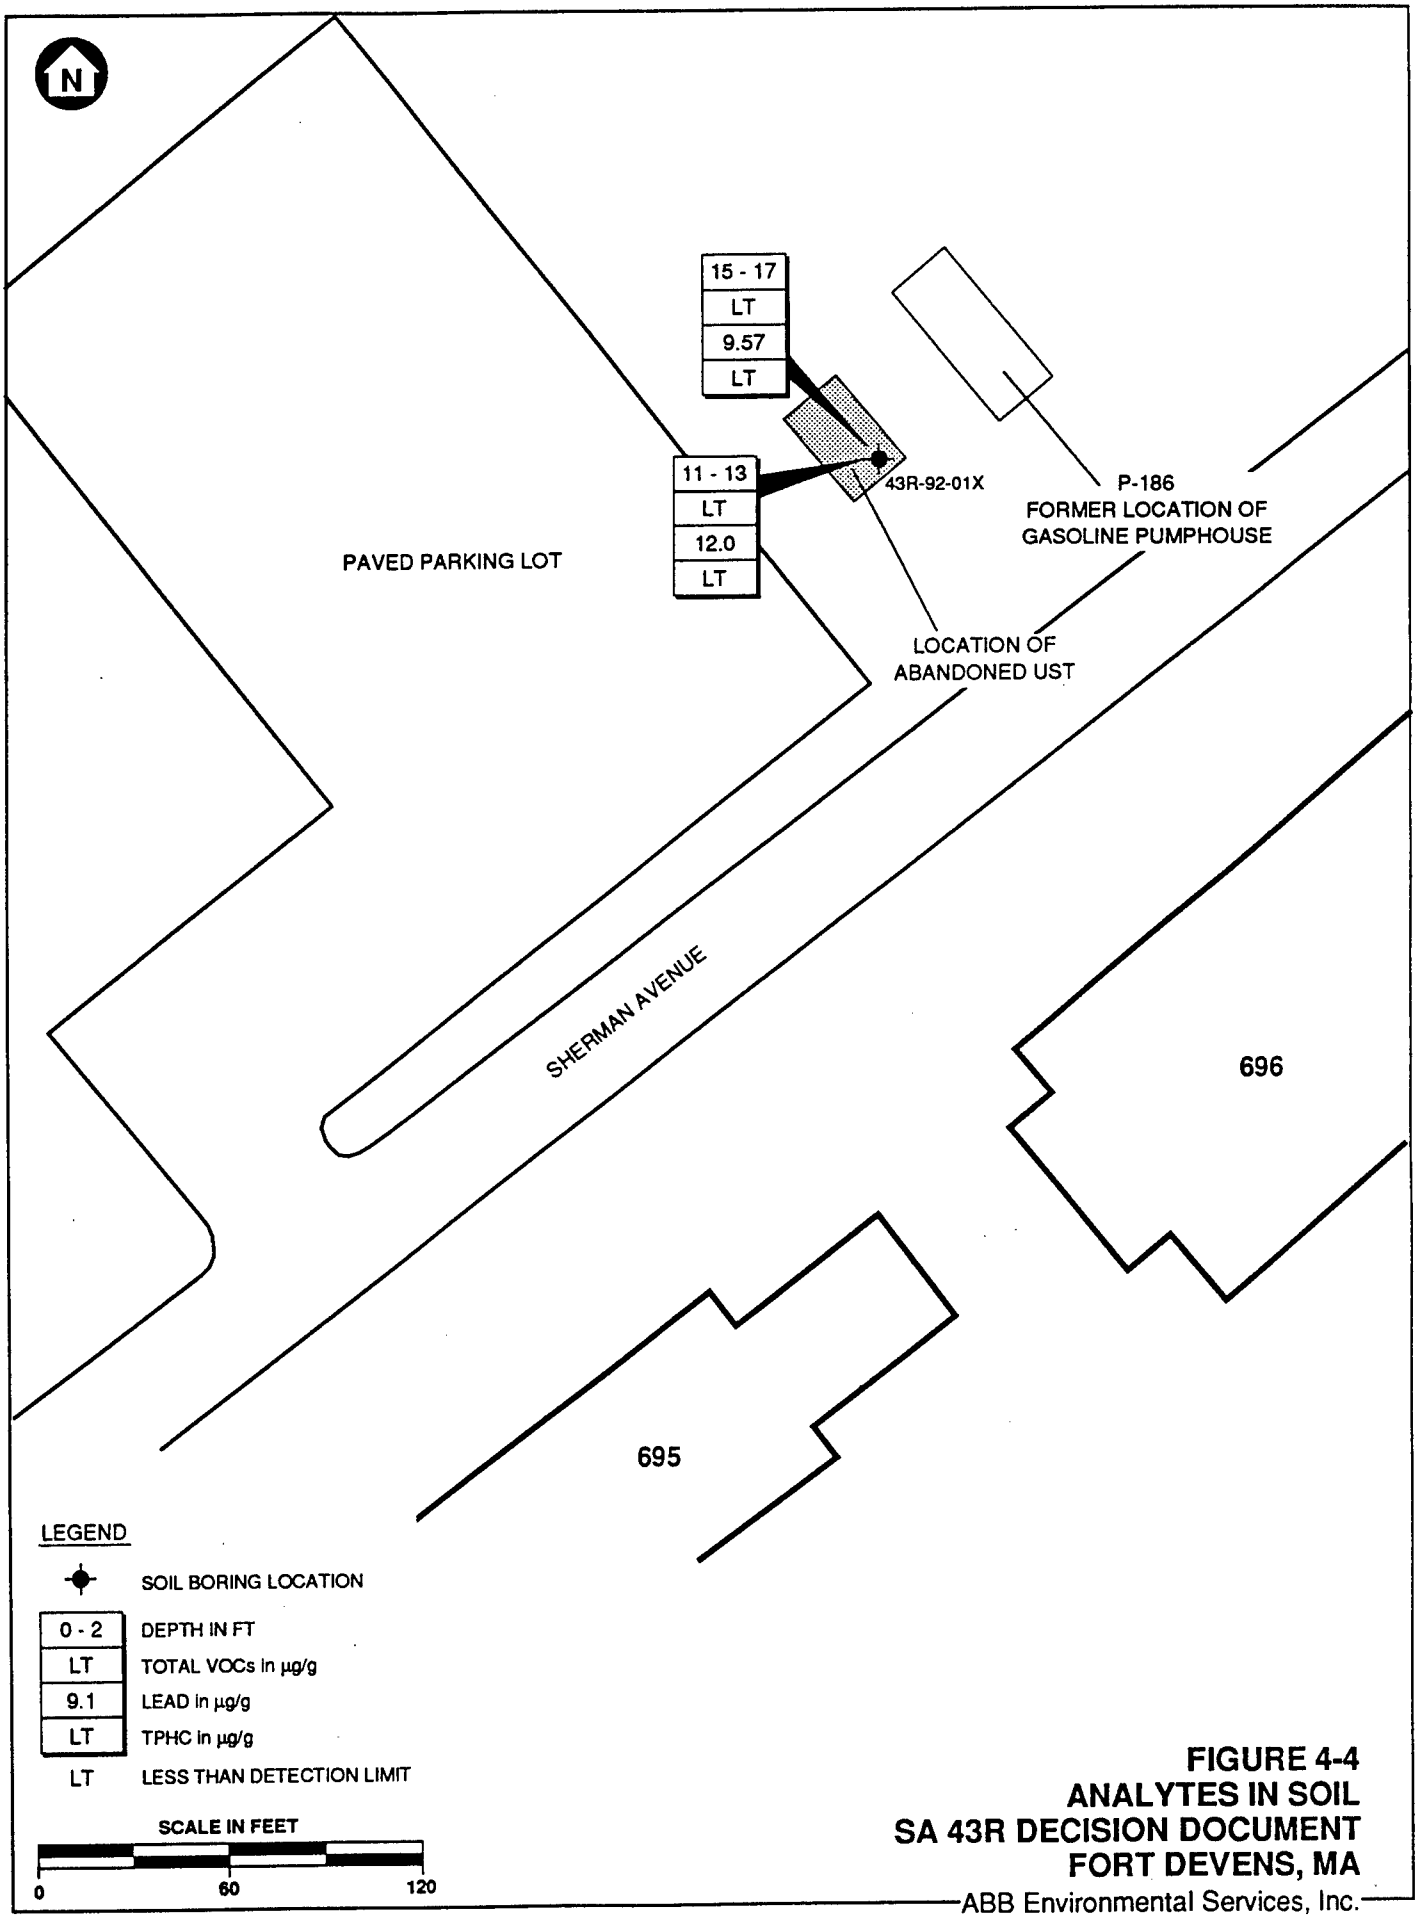 N
15 - 17
LT
9.57
LT
11 - 13
LT
12.0
LT
43R-92-01X
P-186
FORMER LOCATION OF
GASOLINE PUMPHOUSE
PAVED PARKING LOT
LOCATION OF
ABANDONED UST
SHERMAN AVENUE
696
695
LEGEND
SOIL BORING LOCATION
0 - 2 DEPTH IN FT
LT TOTAL VOCs in µg/g
9.1 LEAD in µg/g
LT TPHC in µg/g
LT LESS THAN DETECTION LIMIT
SCALE IN FEET
0 60 120
FIGURE 4-4
ANALYTES IN SOIL
SA 43R DECISION DOCUMENT
FORT DEVENS, MA
ABB Environmental Services, Inc.